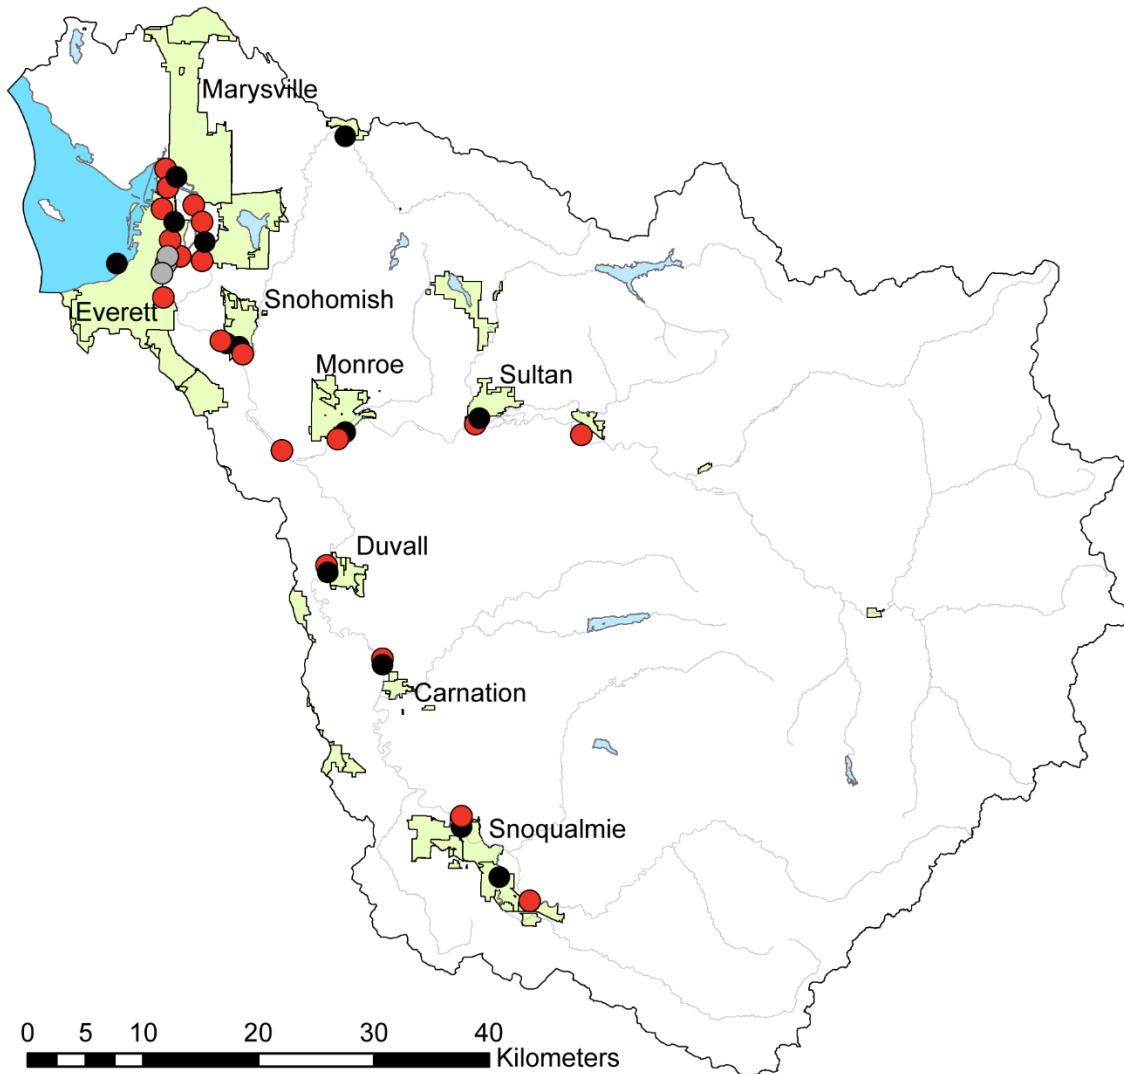 Marysville
Everett
Snohomish
Monroe
Sultan
Duvall
Carnation
Snoqualmie
0 5 10 20 30 40
Kilometers